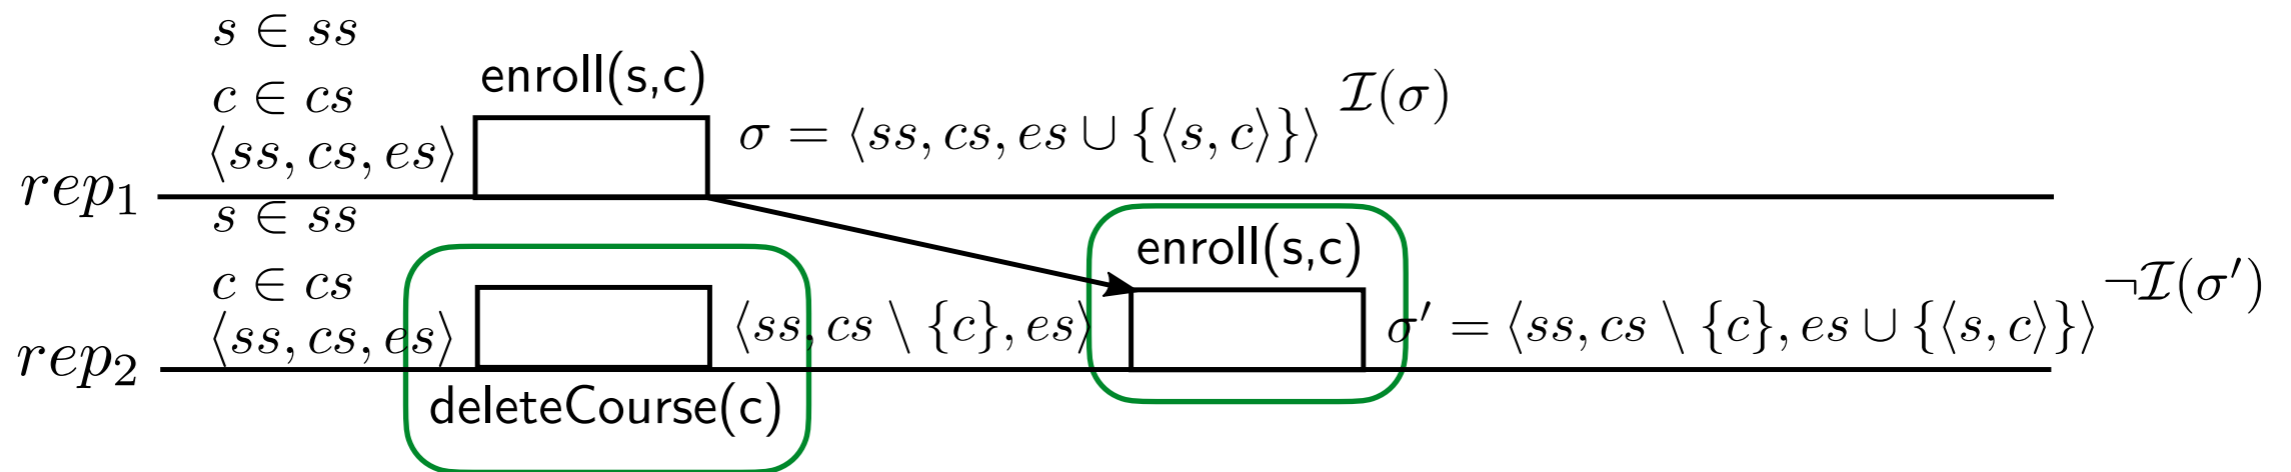 s ∈ ss
c ∈ cs
⟨ss, cs, es⟩
enroll(s,c)
σ = ⟨ss, cs, es ∪ {⟨s, c⟩}⟩
𝓘(σ)
rep₁
s ∈ ss
c ∈ cs
⟨ss, cs, es⟩
rep₂
deleteCourse(c)
⟨ss, cs \ {c}, es⟩
enroll(s,c)
σ′ = ⟨ss, cs \ {c}, es ∪ {⟨s, c⟩}⟩
¬𝓘(σ′)